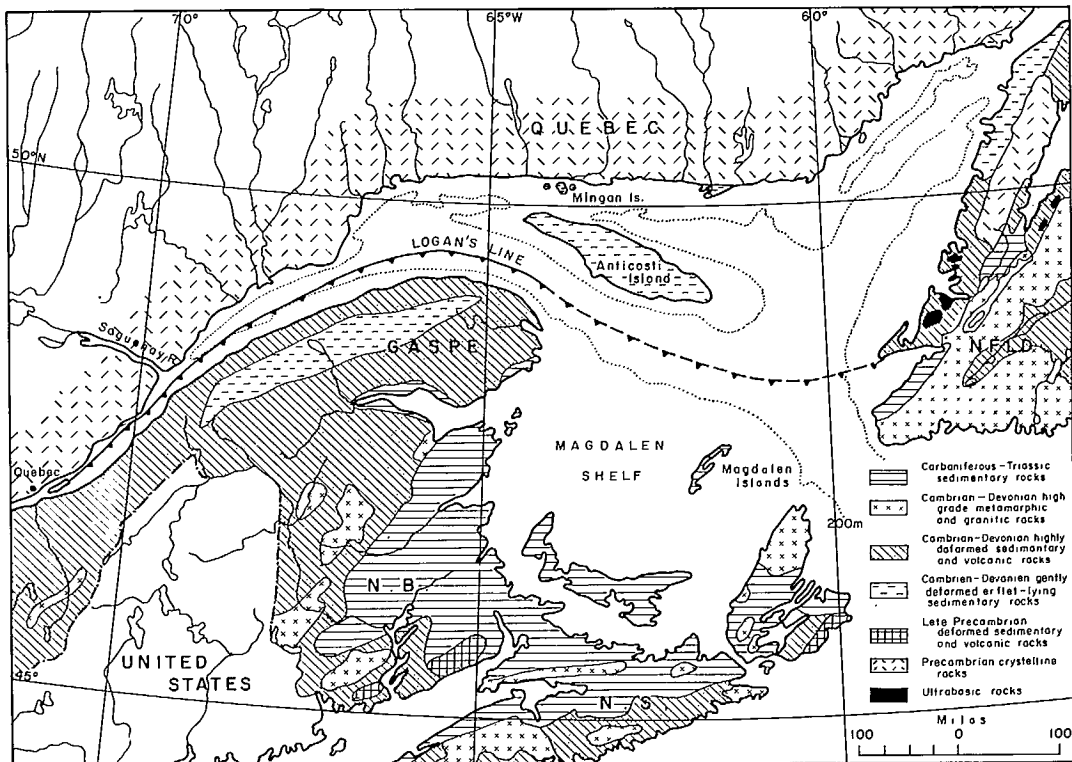 70°
65°W
60°
QUEBEC
50°N
Mingan Is.
LOGAN'S LINE
Anticosti
Island
Saguenay R.
GASPE
NFLD.
Quebec
MAGDALEN
SHELF
Magdalen
Islands
200m
N.B.
UNITED
STATES
45°
N.S.
Carboniferous-Triassic
sedimentary
rocks
Cambrian-Devonian high
grade metamorphic
and granitic rocks
Cambrian-Devonian highly
deformed sedimentary
and volcanic rocks
Cambrian-Devonian gently
deformed or flat-lying
sedimentary rocks
Late Precambrian
deformed sedimentary
and volcanic rocks
Precambrian crystalline
rocks
Ultrabasic rocks
Miles
100 0 100